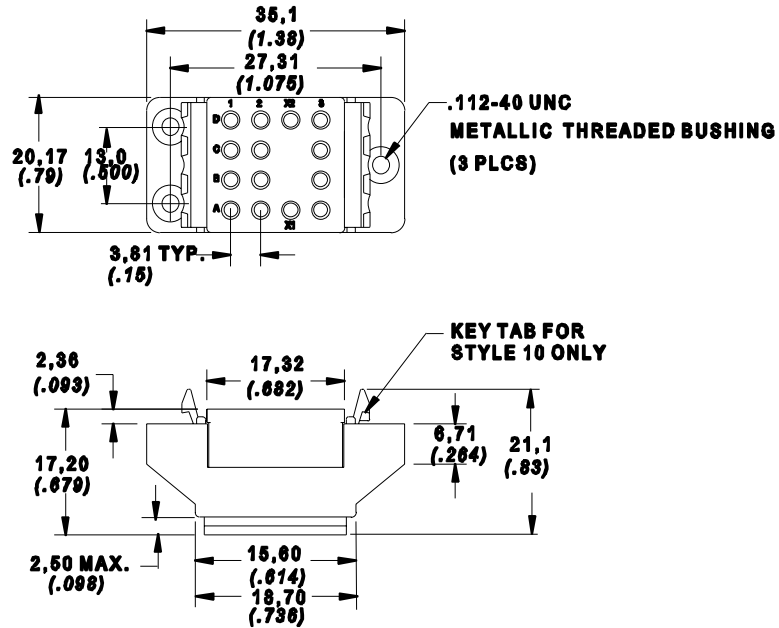 35,1
(1.38)
27,31
(1.075)
1 2 X2 3
D
C
B
A
X1
20,17
(.79)
13,0
(.500)
.112-40 UNC
METALLIC THREADED BUSHING
(3 PLCS)
3,81 TYP.
(.15)
KEY TAB FOR
STYLE 10 ONLY
2,36
(.093)
17,32
(.682)
17,20
(.679)
6,71
(.264)
21,1
(.83)
2,50 MAX.
(.098)
15,60
(.614)
18,70
(.736)